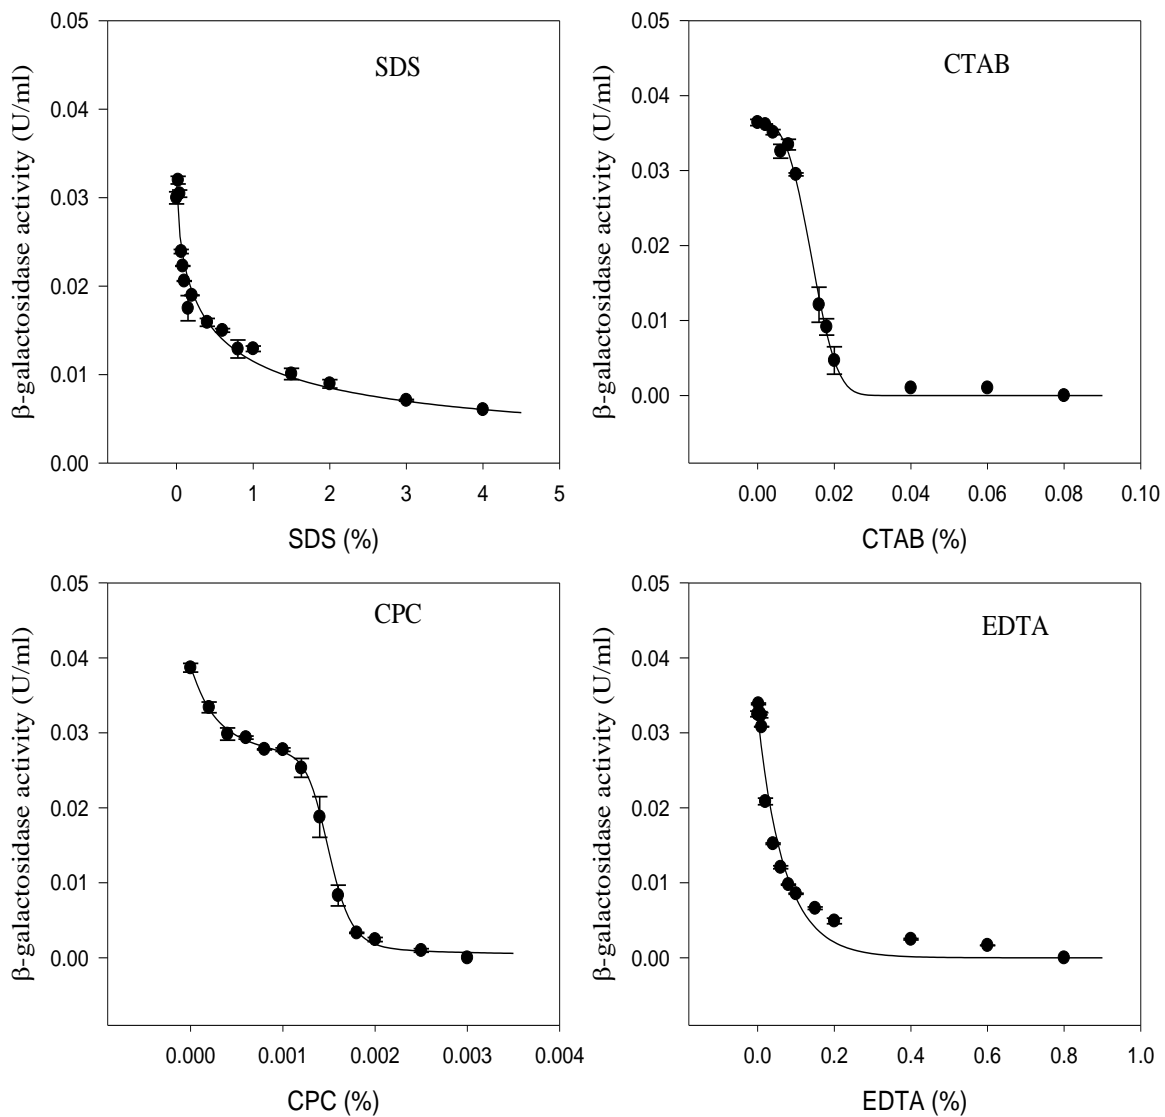 0.05
0.04
0.03
0.02
0.01
0.00
β-galactosidase activity (U/ml)
SDS
0 1 2 3 4 5
SDS (%)
0.05
0.04
0.03
0.02
0.01
0.00
β-galactosidase activity (U/ml)
CTAB
0.00 0.02 0.04 0.06 0.08 0.10
CTAB (%)
0.05
0.04
0.03
0.02
0.01
0.00
β-galactosidase activity (U/ml)
CPC
0.000 0.001 0.002 0.003 0.004
CPC (%)
0.05
0.04
0.03
0.02
0.01
0.00
β-galactosidase activity (U/ml)
EDTA
0.0 0.2 0.4 0.6 0.8 1.0
EDTA (%)